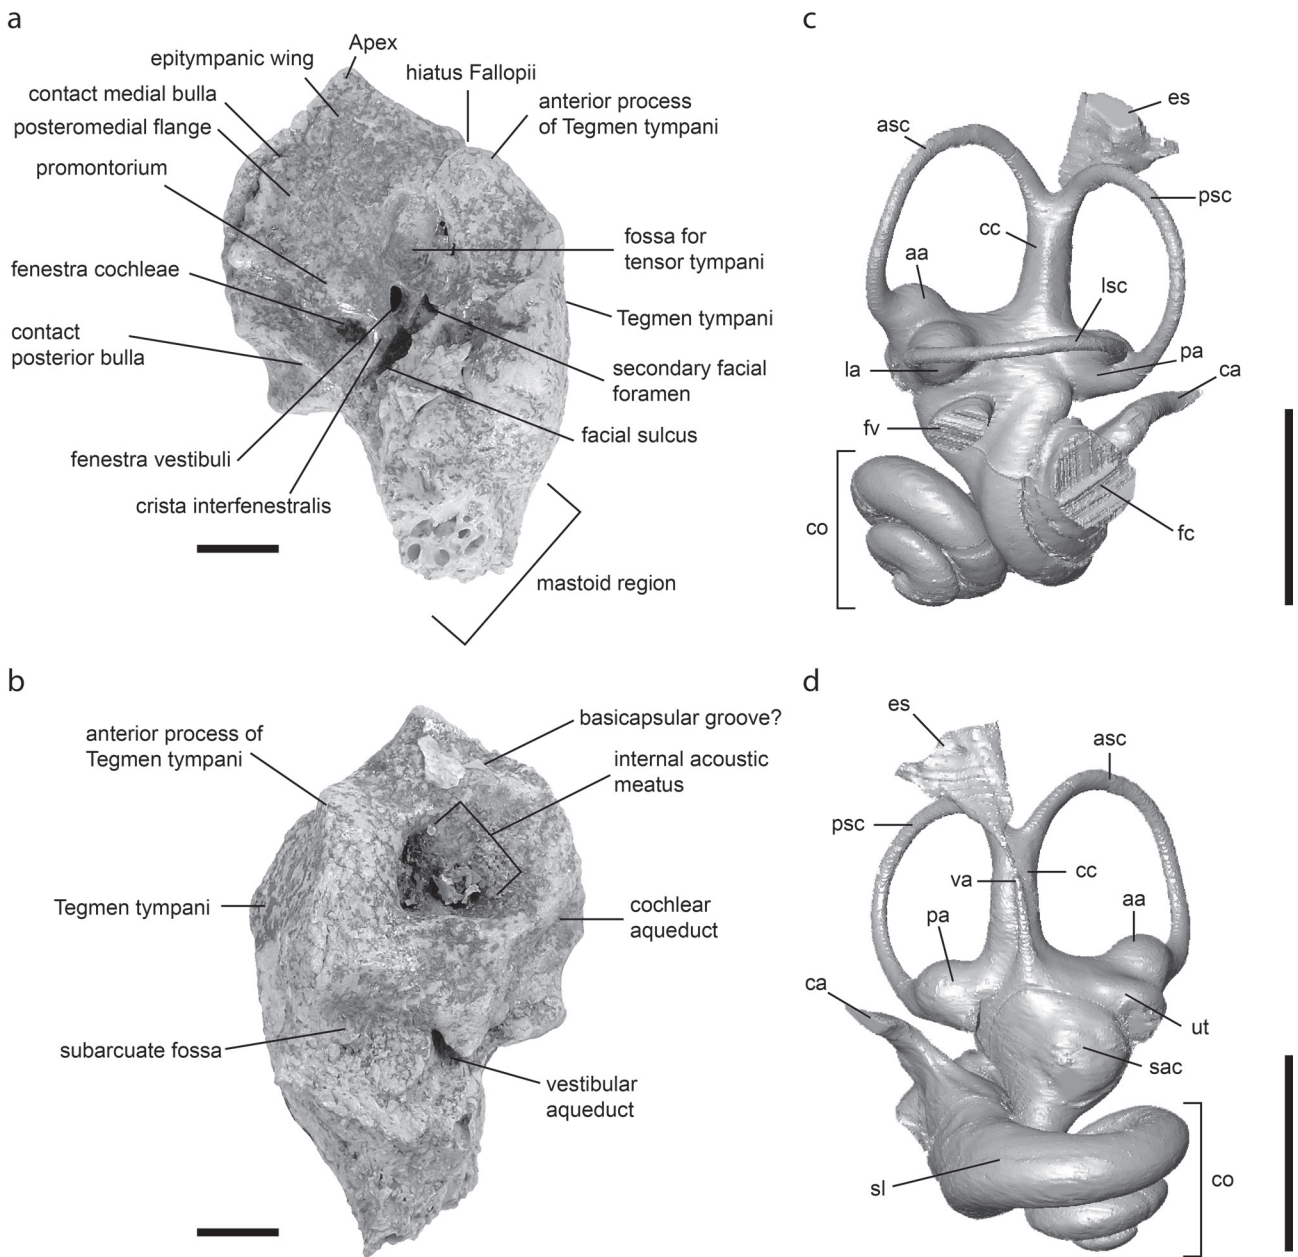 a
Apex
epitympanic wing
hiatus Fallopii
contact medial bulla
anterior process
of Tegmen tympani
posteromedial flange
promontorium
fossa for
tensor tympani
fenestra cochleae
Tegmen tympani
contact
posterior bulla
secondary facial
foramen
facial sulcus
fenestra vestibuli
crista interfenestralis
mastoid region
c
es
asc
psc
cc
aa
lsc
la
pa
ca
fv
co
fc
b
anterior process of
Tegmen tympani
basicapsular groove?
internal acoustic
meatus
Tegmen tympani
cochlear
aqueduct
subarcuate fossa
vestibular
aqueduct
d
es
asc
psc
va
cc
aa
pa
ca
ut
sac
sl
co